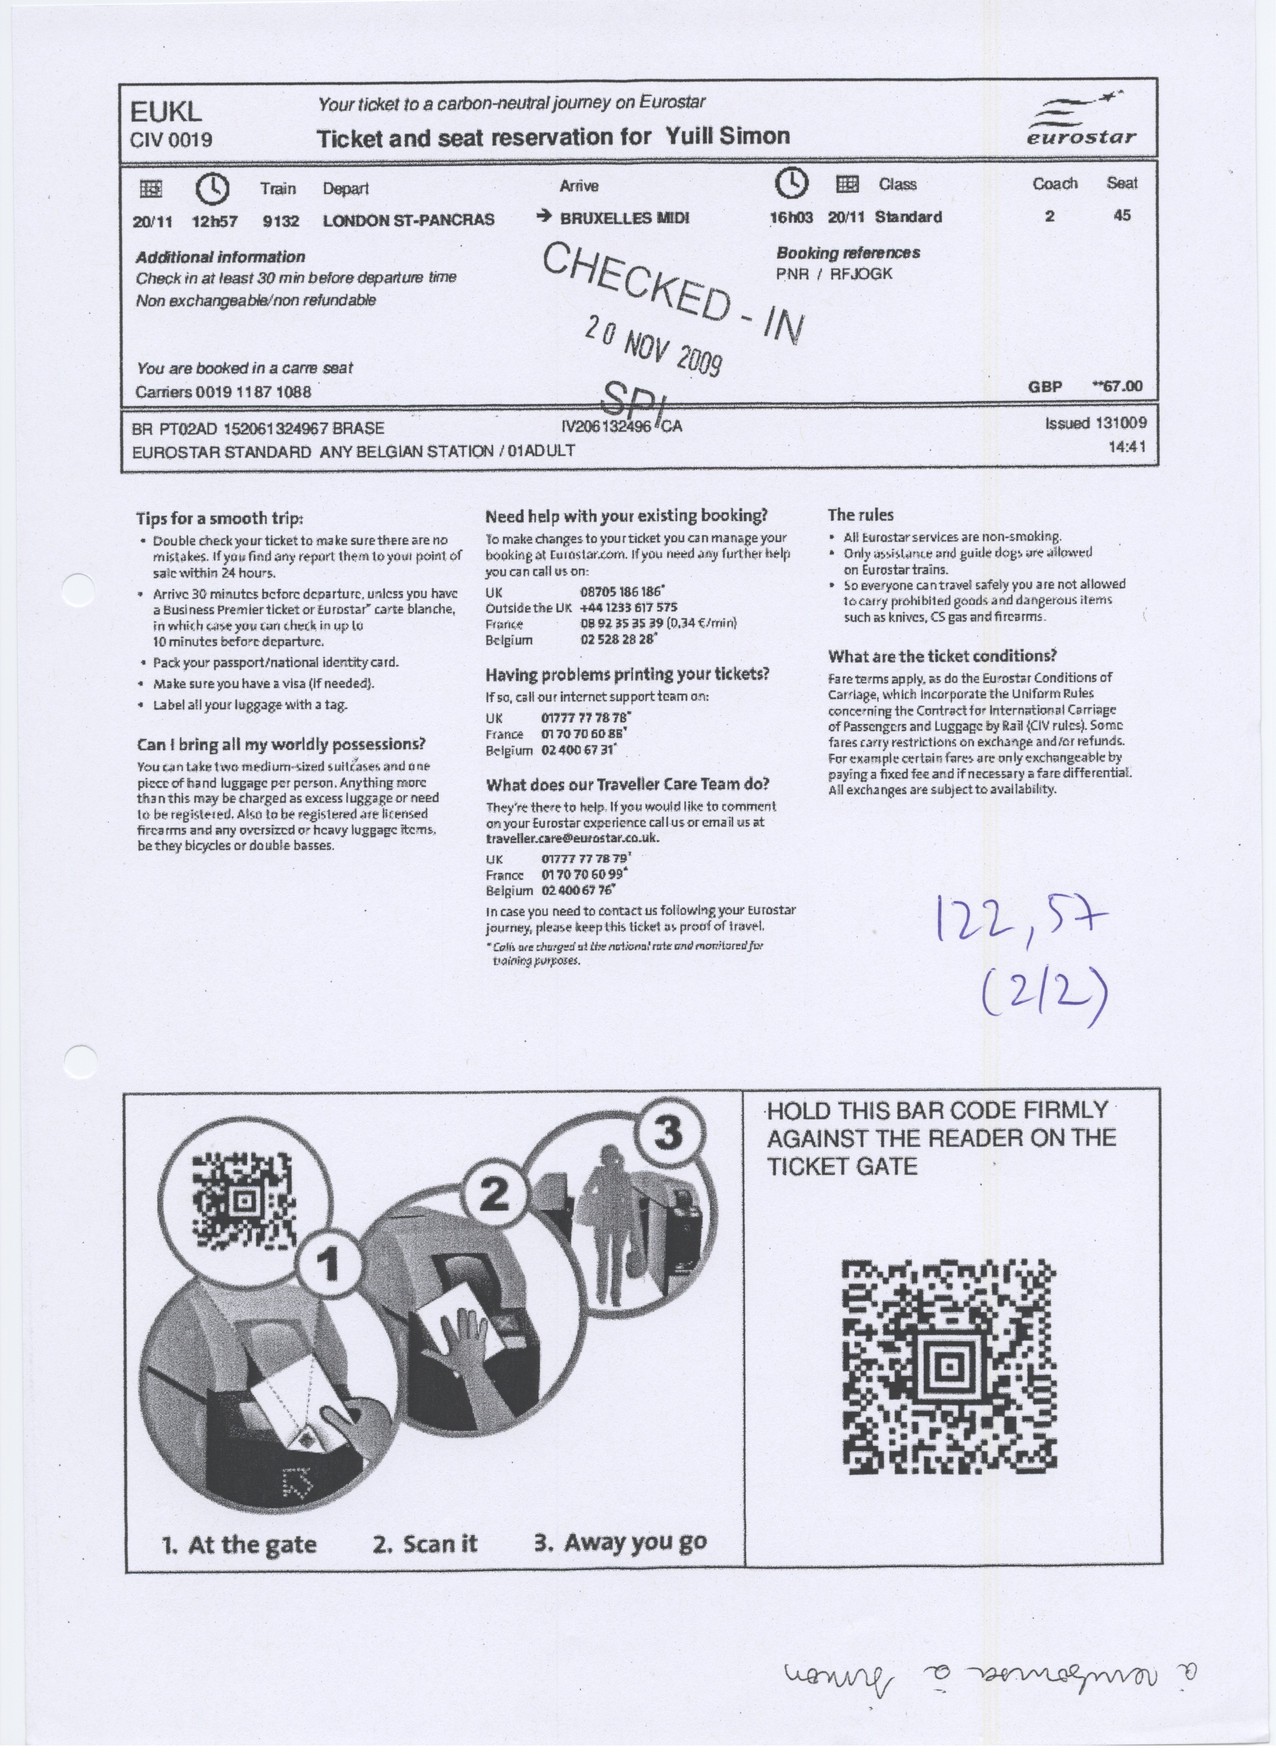 EUKL
CIV 0019
Your ticket to a carbon-neutral journey on Eurostar
Ticket and seat reservation for Yuill Simon
eurostar
Train Depart Arrive Class Coach Seat
20/11 12h57 9132 LONDON ST-PANCRAS → BRUXELLES MIDI 16h03 20/11 Standard 2 45
Additional information
Check in at least 30 min before departure time
Non exchangeable/non refundable
Booking references
PNR / RFJOGK
CHECKED - IN
20 NOV 2009
SPI
You are booked in a carre seat
Carriers 0019 1187 1088
GBP **67.00
BR PT02AD 152061324967 BRASE IV206132496 CA Issued 131009
EUROSTAR STANDARD ANY BELGIAN STATION / 01ADULT 14:41
Tips for a smooth trip:
• Double check your ticket to make sure there are no
mistakes. If you find any report them to your point of
sale within 24 hours.
• Arrive 30 minutes before departure, unless you have
a Business Premier ticket or Eurostar™ carte blanche,
in which case you can check in up to
10 minutes before departure.
• Pack your passport/national identity card.
• Make sure you have a visa (if needed).
• Label all your luggage with a tag.
Can I bring all my worldly possessions?
You can take two medium-sized suitcases and one
piece of hand luggage per person. Anything more
than this may be charged as excess luggage or need
to be registered. Also to be registered are licensed
firearms and any oversized or heavy luggage items,
be they bicycles or double basses.
Need help with your existing booking?
To make changes to your ticket you can manage your
booking at Eurostar.com. If you need any further help
you can call us on:
UK 08705 186 186*
Outside the UK +44 1233 617 575
France 08 92 35 35 39 (0,34 €/min)
Belgium 02 528 28 28*
Having problems printing your tickets?
If so, call our internet support team on:
UK 01777 77 78 78*
France 01 70 70 60 88*
Belgium 02 400 67 31*
What does our Traveller Care Team do?
They're there to help. If you would like to comment
on your Eurostar experience call us or email us at
traveller.care@eurostar.co.uk.
UK 01777 77 78 79*
France 01 70 70 60 99*
Belgium 02 400 67 76*
In case you need to contact us following your Eurostar
journey, please keep this ticket as proof of travel.
*Calls are charged at the national rate and monitored for
training purposes.
The rules
• All Eurostar services are non-smoking.
• Only assistance and guide dogs are allowed
on Eurostar trains.
• So everyone can travel safely you are not allowed
to carry prohibited goods and dangerous items
such as knives, CS gas and firearms.
What are the ticket conditions?
Fare terms apply, as do the Eurostar Conditions of
Carriage, which incorporate the Uniform Rules
concerning the Contract for International Carriage
of Passengers and Luggage by Rail (CIV rules). Some
fares carry restrictions on exchange and/or refunds.
For example certain fares are only exchangeable by
paying a fixed fee and if necessary a fare differential.
All exchanges are subject to availability.
122,57
(2/2)
1
2
3
1. At the gate 2. Scan it 3. Away you go
HOLD THIS BAR CODE FIRMLY
AGAINST THE READER ON THE
TICKET GATE
à rembourser à Simon